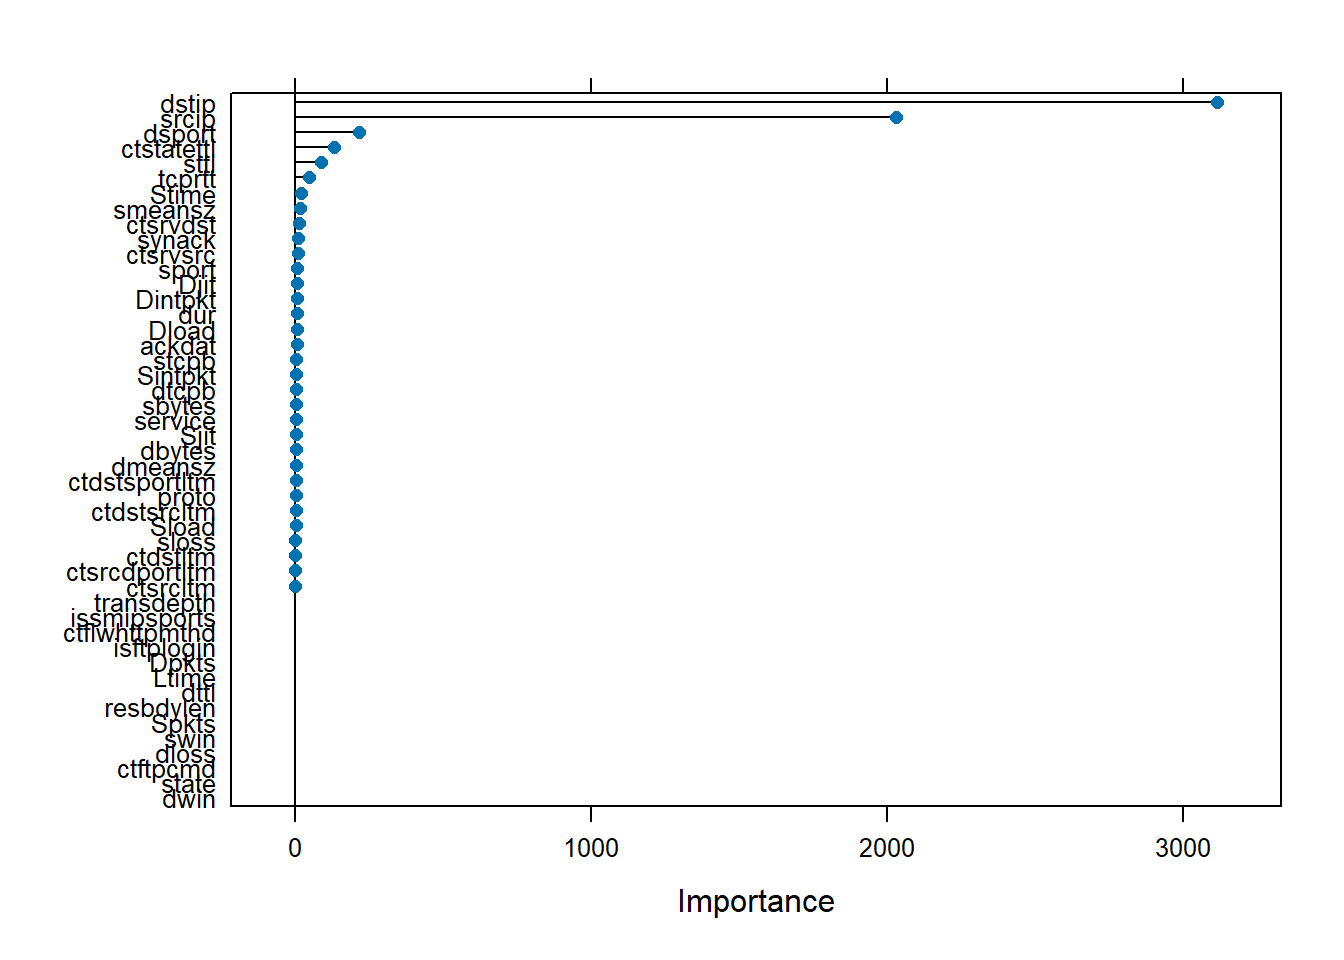 dstip
srcip
dsport
ctstatettl
sttl
tcprtt
Stime
smeansz
ctsrvdst
synack
ctsrvsrc
sport
Djit
Dintpkt
dur
Dload
ackdat
stcpb
Sintpkt
dtcpb
sbytes
service
Sjit
dbytes
dmeansz
ctdstsportltm
proto
ctdstsrcltm
Sload
sloss
ctdstltm
ctsrcdportltm
ctsrcltm
transdepth
issmipsports
ctflwhttpmthd
isftplogin
Dpkts
Ltime
dttl
resbdylen
Spkts
swin
dloss
ctftpcmd
state
dwin
0 1000 2000 3000
Importance